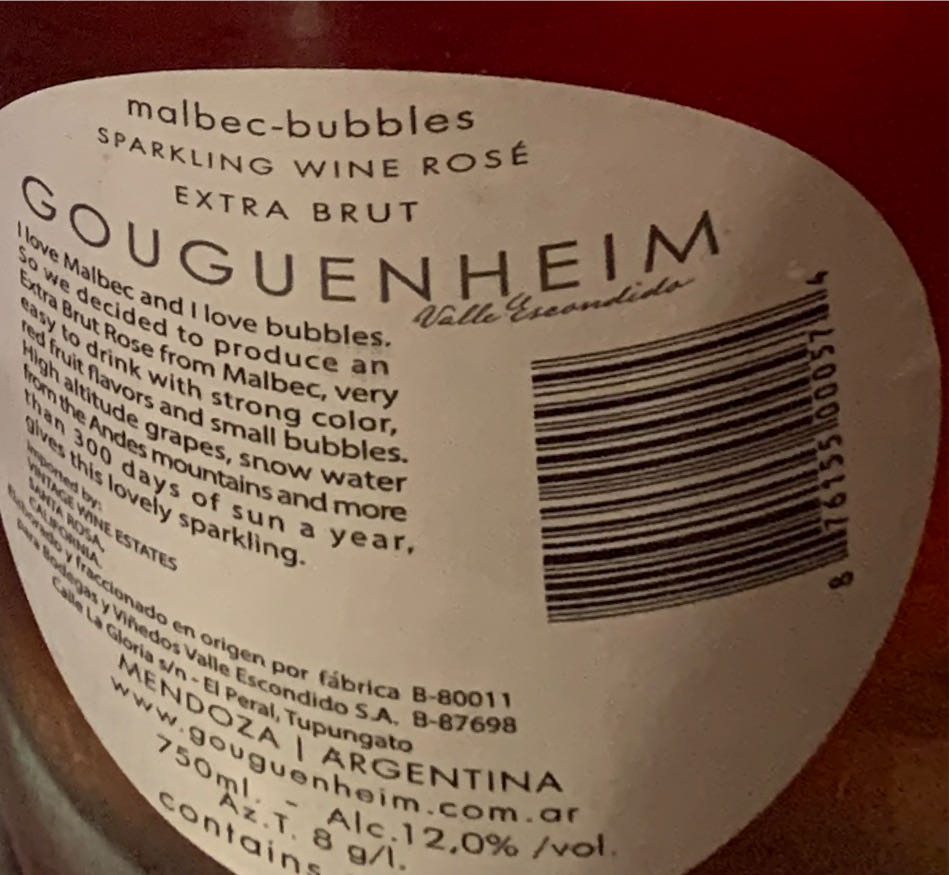 malbec-bubbles
SPARKLING WINE ROSÉ
EXTRA BRUT
GOUGUENHEIM
Valle Escondido
I love Malbec and I love bubbles.
So we decided to produce an
Extra Brut Rose from Malbec, very
easy to drink with strong color,
red fruit flavors and small bubbles.
High altitude grapes, snow water
from the Andes mountains and more
than 300 days of sun a year,
gives this lovely sparkling.
Imported by:
VINTAGE WINE ESTATES
SANTA ROSA,
CALIFORNIA.
Elaborado y fraccionado en origen por fábrica B-80011
para Bodegas y Viñedos Valle Escondido S.A. B-87698
Calle La Gloria s/n - El Peral, Tupungato
MENDOZA | ARGENTINA
www.gouguenheim.com.ar
750ml. - Alc.12,0% /vol.
Az.T. 8 g/l.
contains
8 76155 10057 4